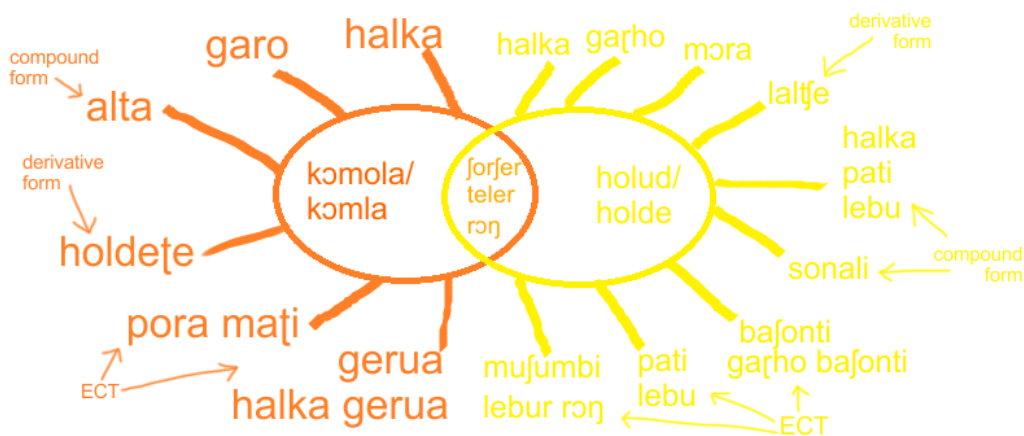 garo
halka
compound
form
alta
derivative
form
holdeʈe
kɔmola/
kɔmla
pora maʈi
gerua
halka gerua
ECT
ʃorʃer
teler
rɔŋ
halka
gaɽho
mɔra
derivative
form
lalʧe
holud/
holde
halka
pati
lebu
compound
form
sonali
baʃonti
gaɽho baʃonti
muʃumbi
lebur rɔŋ
pati
lebu
ECT